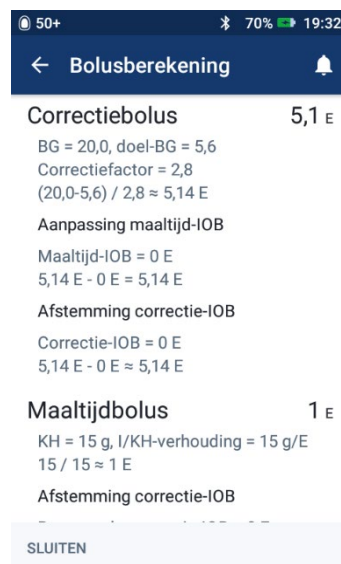 50+ 70% 19:32
Bolusberekening
Correctiebolus 5,1 E
BG = 20,0, doel-BG = 5,6
Correctiefactor = 2,8
(20,0-5,6) / 2,8 ≈ 5,14 E
Aanpassing maaltijd-IOB
Maaltijd-IOB = 0 E
5,14 E - 0 E = 5,14 E
Afstemming correctie-IOB
Correctie-IOB = 0 E
5,14 E - 0 E ≈ 5,14 E
Maaltijdbolus 1 E
KH = 15 g, I/KH-verhouding = 15 g/E
15 / 15 ≈ 1 E
Afstemming correctie-IOB
SLUITEN